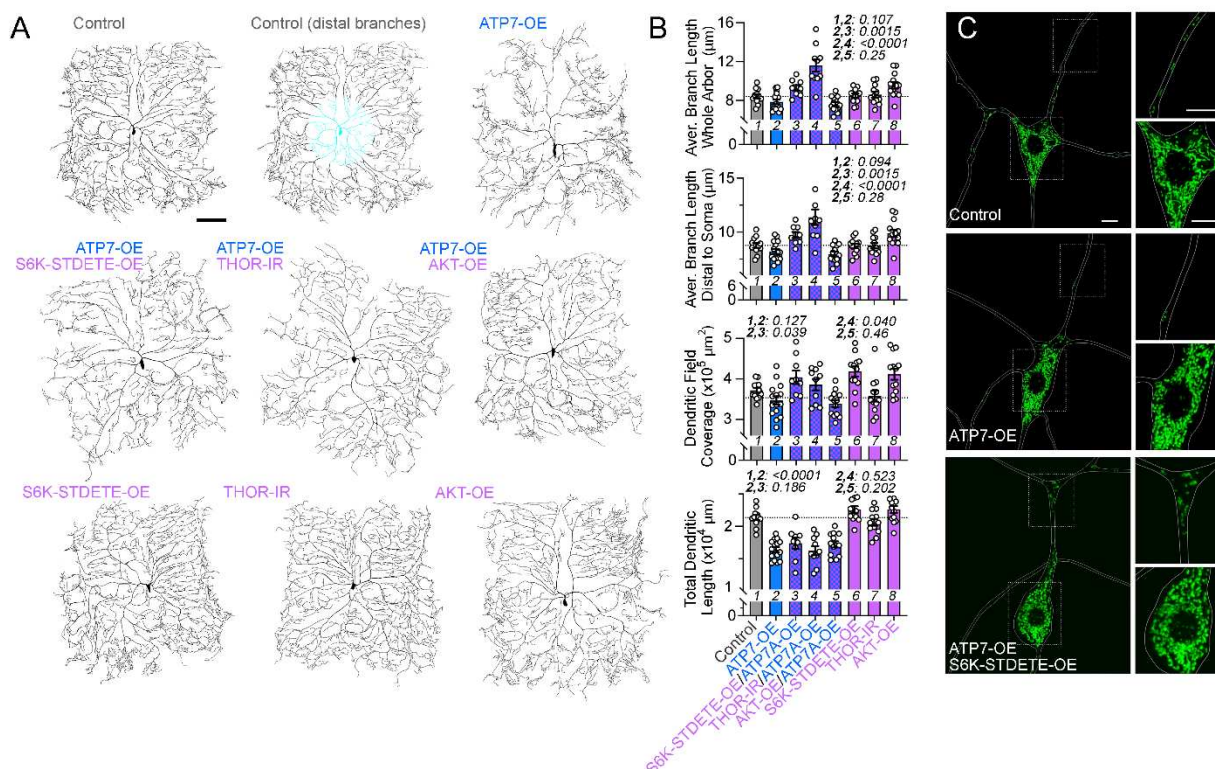 A
Control
Control (distal branches)
ATP7-OE
ATP7-OE
S6K-STDETE-OE
ATP7-OE
THOR-IR
ATP7-OE
AKT-OE
S6K-STDETE-OE
THOR-IR
AKT-OE
B
Aver. Branch Length
Whole Arbor (µm)
16
12
8
0
1,2: 0.107
2,3: 0.0015
2,4: <0.0001
2,5: 0.25
1 2 3 4 5 6 7 8
Aver. Branch Length
Distal to Soma (µm)
15
10
6
0
1,2: 0.094
2,3: 0.0015
2,4: <0.0001
2,5: 0.28
1 2 3 4 5 6 7 8
Dendritic Field
Coverage (x10⁵ µm²)
5
4
3
0
1,2: 0.127
2,3: 0.039
2,4: 0.040
2,5: 0.46
1 2 3 4 5 6 7 8
Total Dendritic
Length (x10⁴ µm)
2
1
0
1,2: <0.0001
2,3: 0.186
2,4: 0.523
2,5: 0.202
1 2 3 4 5 6 7 8
Control
ATP7-OE
S6K-STDETE-OE/ATP7A-OE
THOR-IR/ATP7A-OE
AKT-OE/ATP7A-OE
S6K-STDETE-OE
THOR-IR
AKT-OE
C
Control
ATP7-OE
ATP7-OE
S6K-STDETE-OE